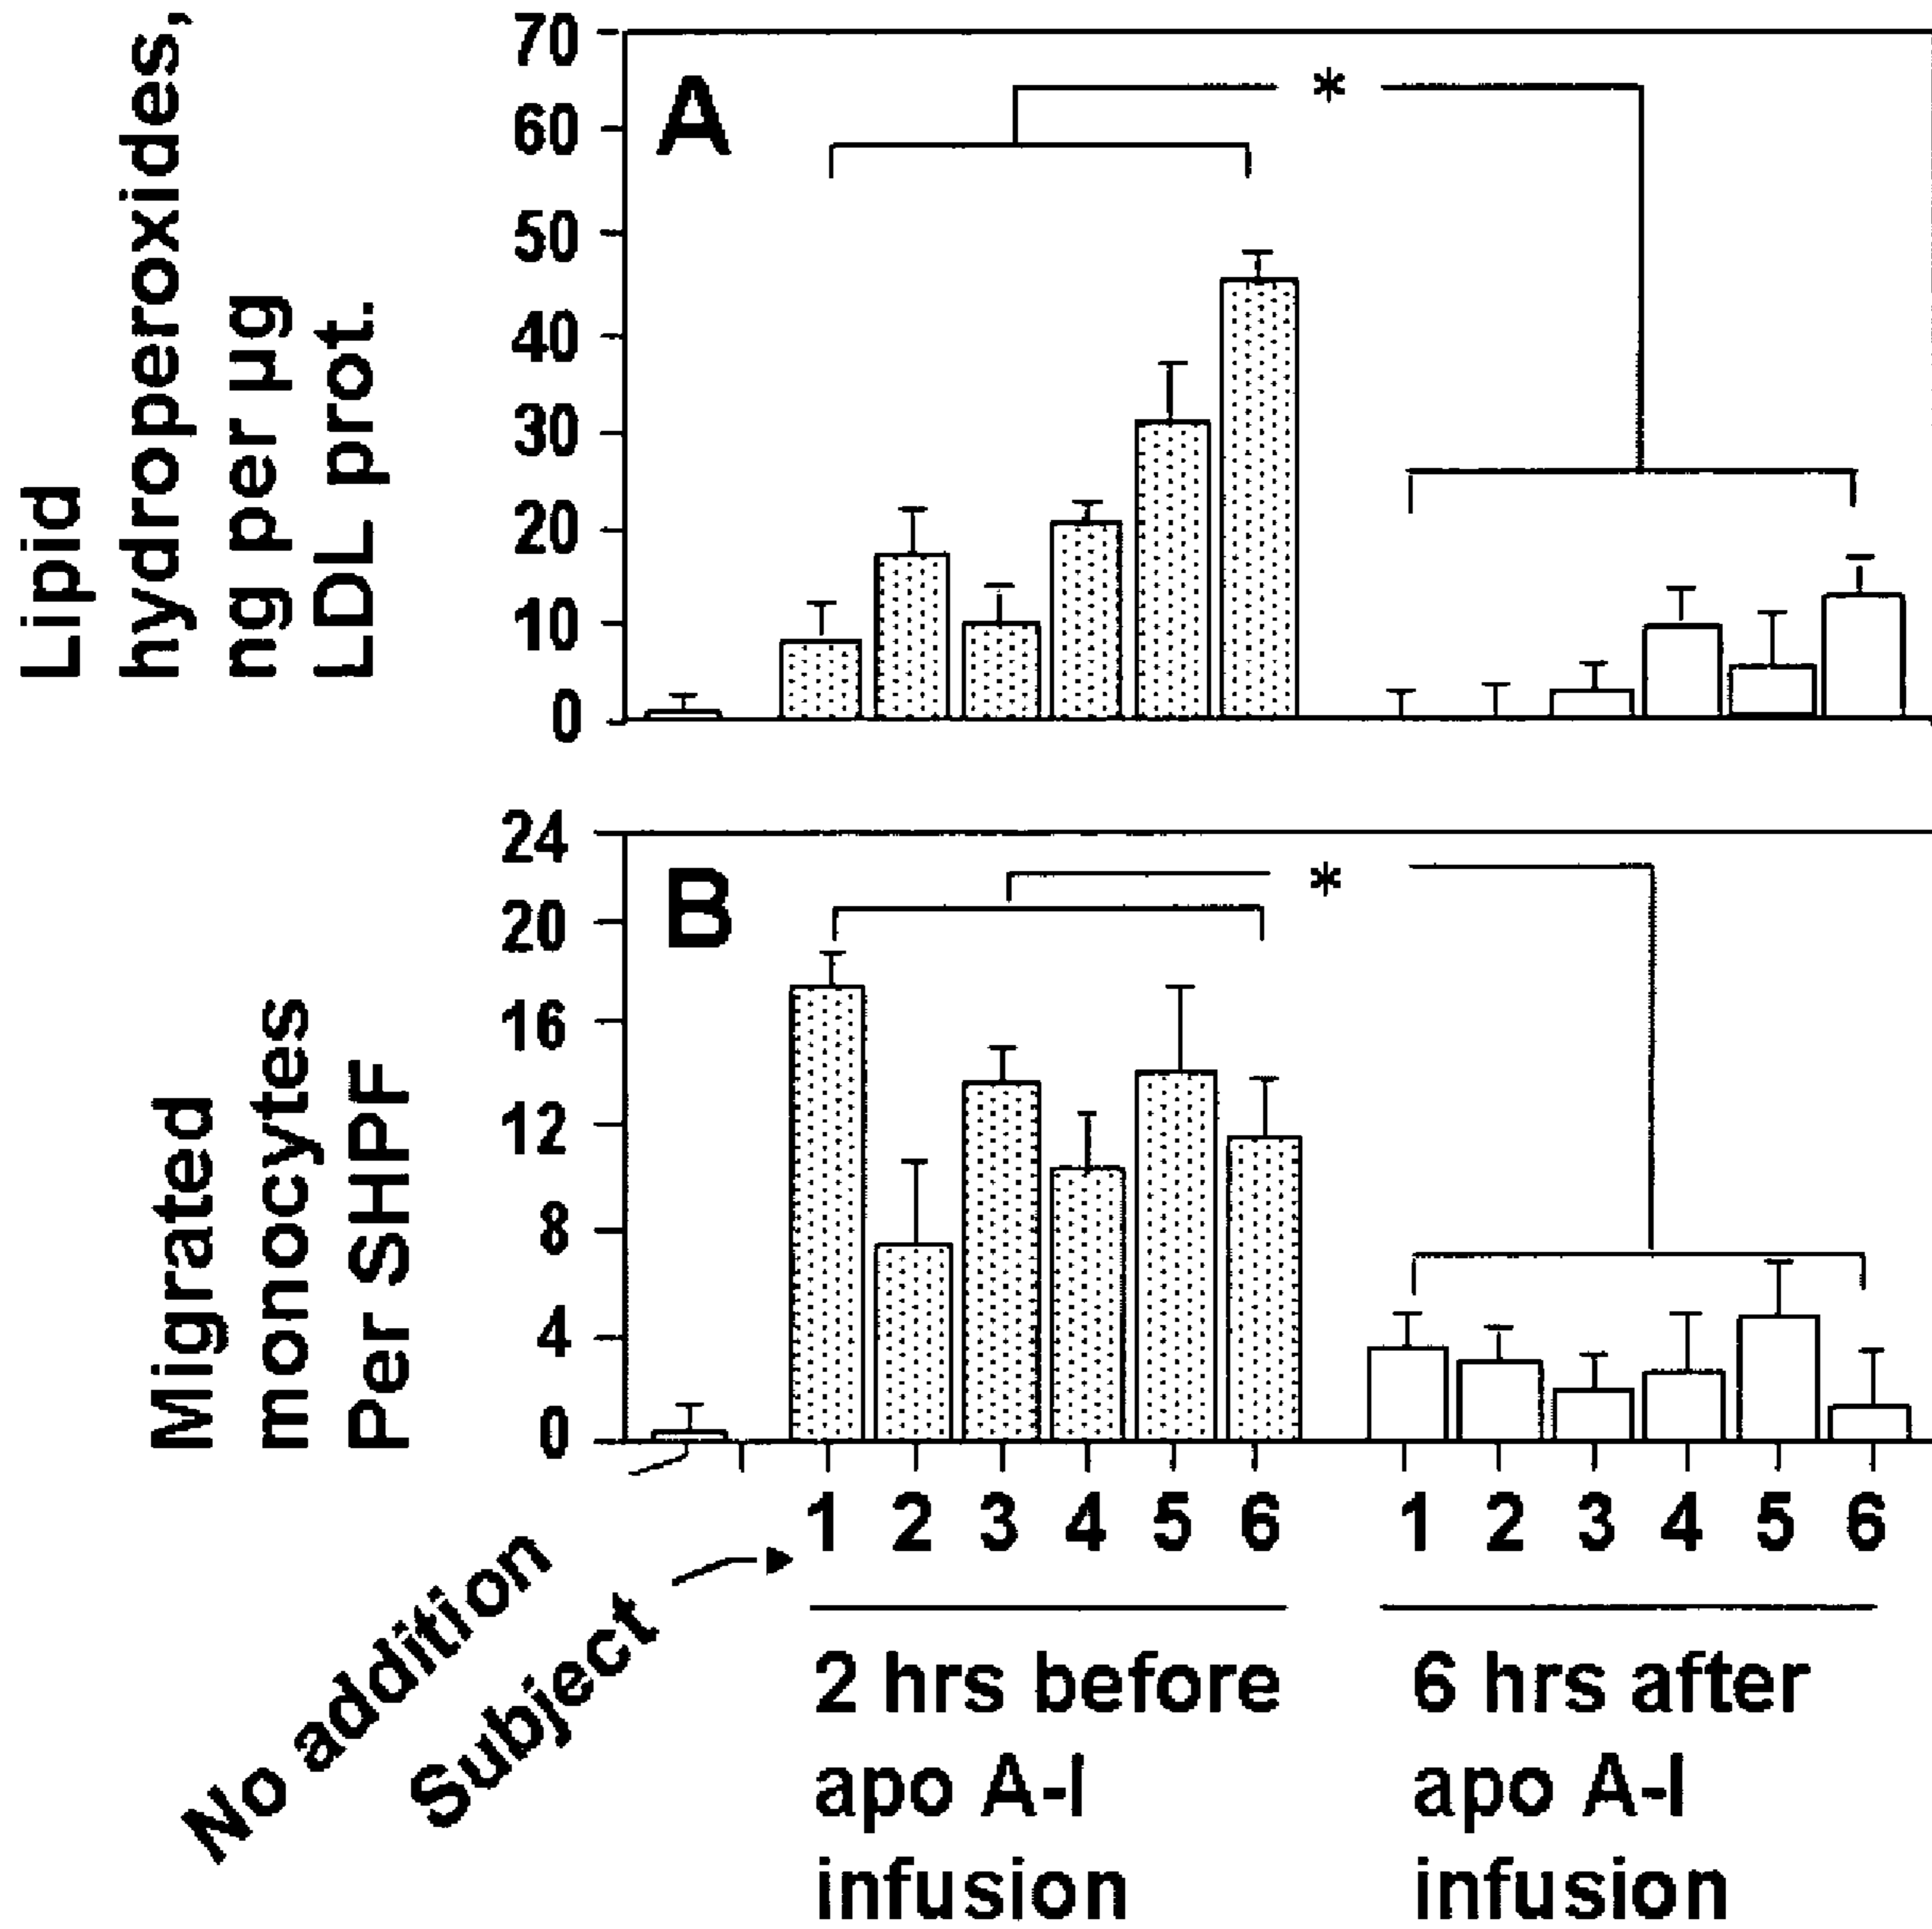 Lipid
hydroperoxides,
ng per µg
LDL prot.
70
60
50
40
30
20
10
0
A
*
Migrated
monocytes
Per SHPF
24
20
16
12
8
4
0
B
*
1 2 3 4 5 6 1 2 3 4 5 6
No addition
Subject
2 hrs before
apo A-I
infusion
6 hrs after
apo A-I
infusion